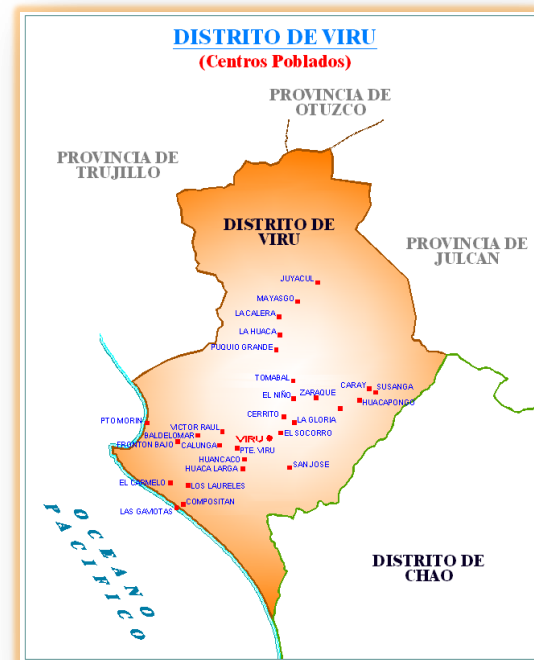 DISTRITO DE VIRU
(Centros Poblados)
PROVINCIA DE
OTUZCO
PROVINCIA DE
TRUJILLO
DISTRITO DE
VIRU
PROVINCIA DE
JULCAN
JUYACUL
MAYASGO
LA CALERA
LA HUACA
PUQUIO GRANDE
TOMABAL
EL NIÑO
ZARAQUE
CARAY
SUSANGA
HUACAPONGO
CERRITO
LA GLORIA
PTO MORIN
VICTOR RAUL
BALDELOMAR
VIRU
EL SOCORRO
FRONTON BAJO
CALUNGA
PTE. VIRU
HUANCACO
HUACA LARGA
SAN JOSE
EL CARMELO
LOS LAURELES
COMPOSITAN
LAS GAVIOTAS
OCEANO
PACIFICO
DISTRITO DE
CHAO